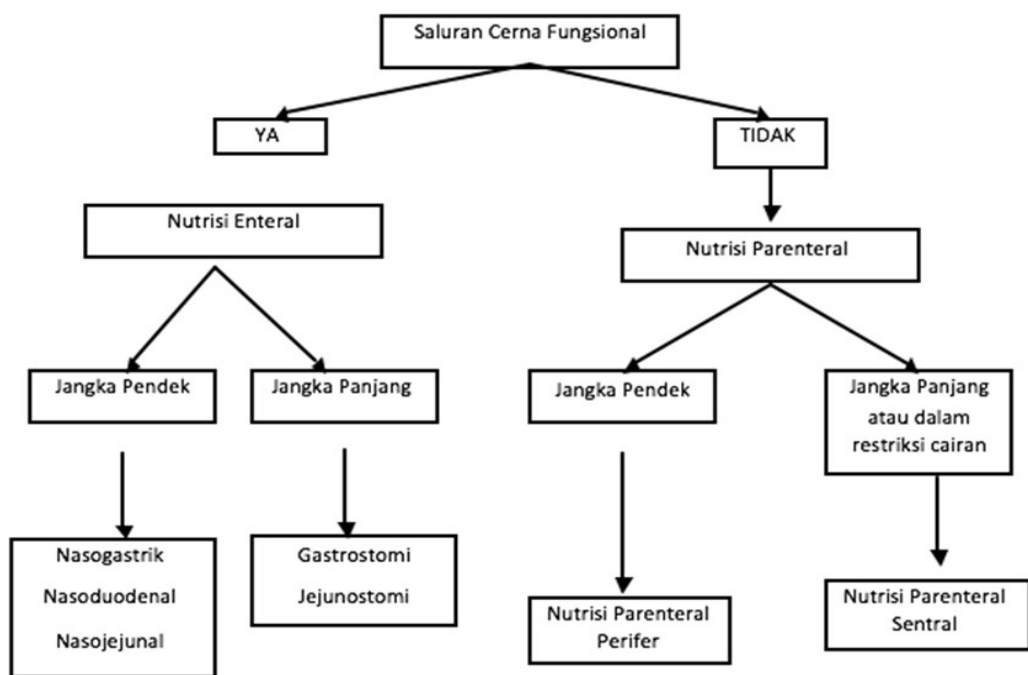 Saluran Cerna Fungsional
YA
TIDAK
Nutrisi Enteral
Nutrisi Parenteral
Jangka Pendek
Jangka Panjang
Jangka Pendek
Jangka Panjang
atau dalam
restriksi cairan
Nasogastrik
Nasoduodenal
Nasojejunal
Gastrostomi
Jejunostomi
Nutrisi Parenteral
Perifer
Nutrisi Parenteral
Sentral